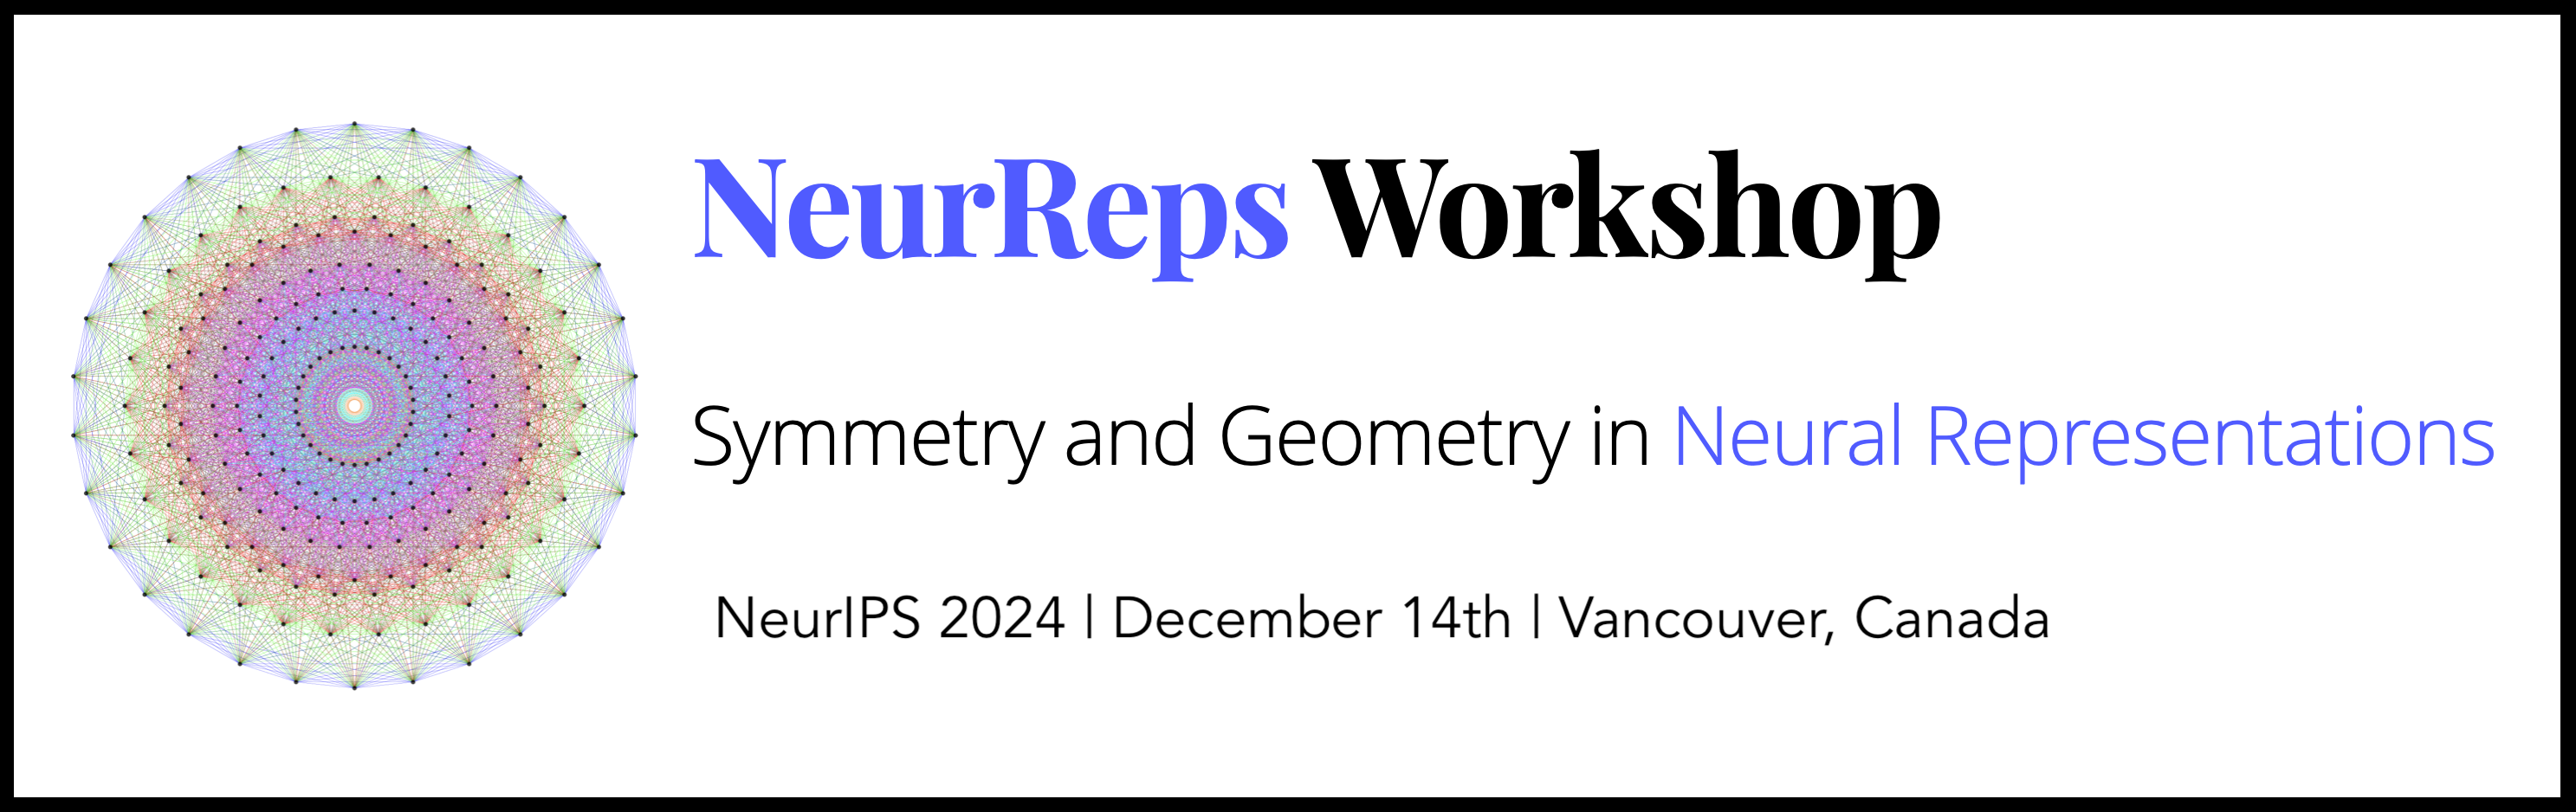 NeurReps Workshop
Symmetry and Geometry in Neural Representations
NeurIPS 2024 | December 14th | Vancouver, Canada